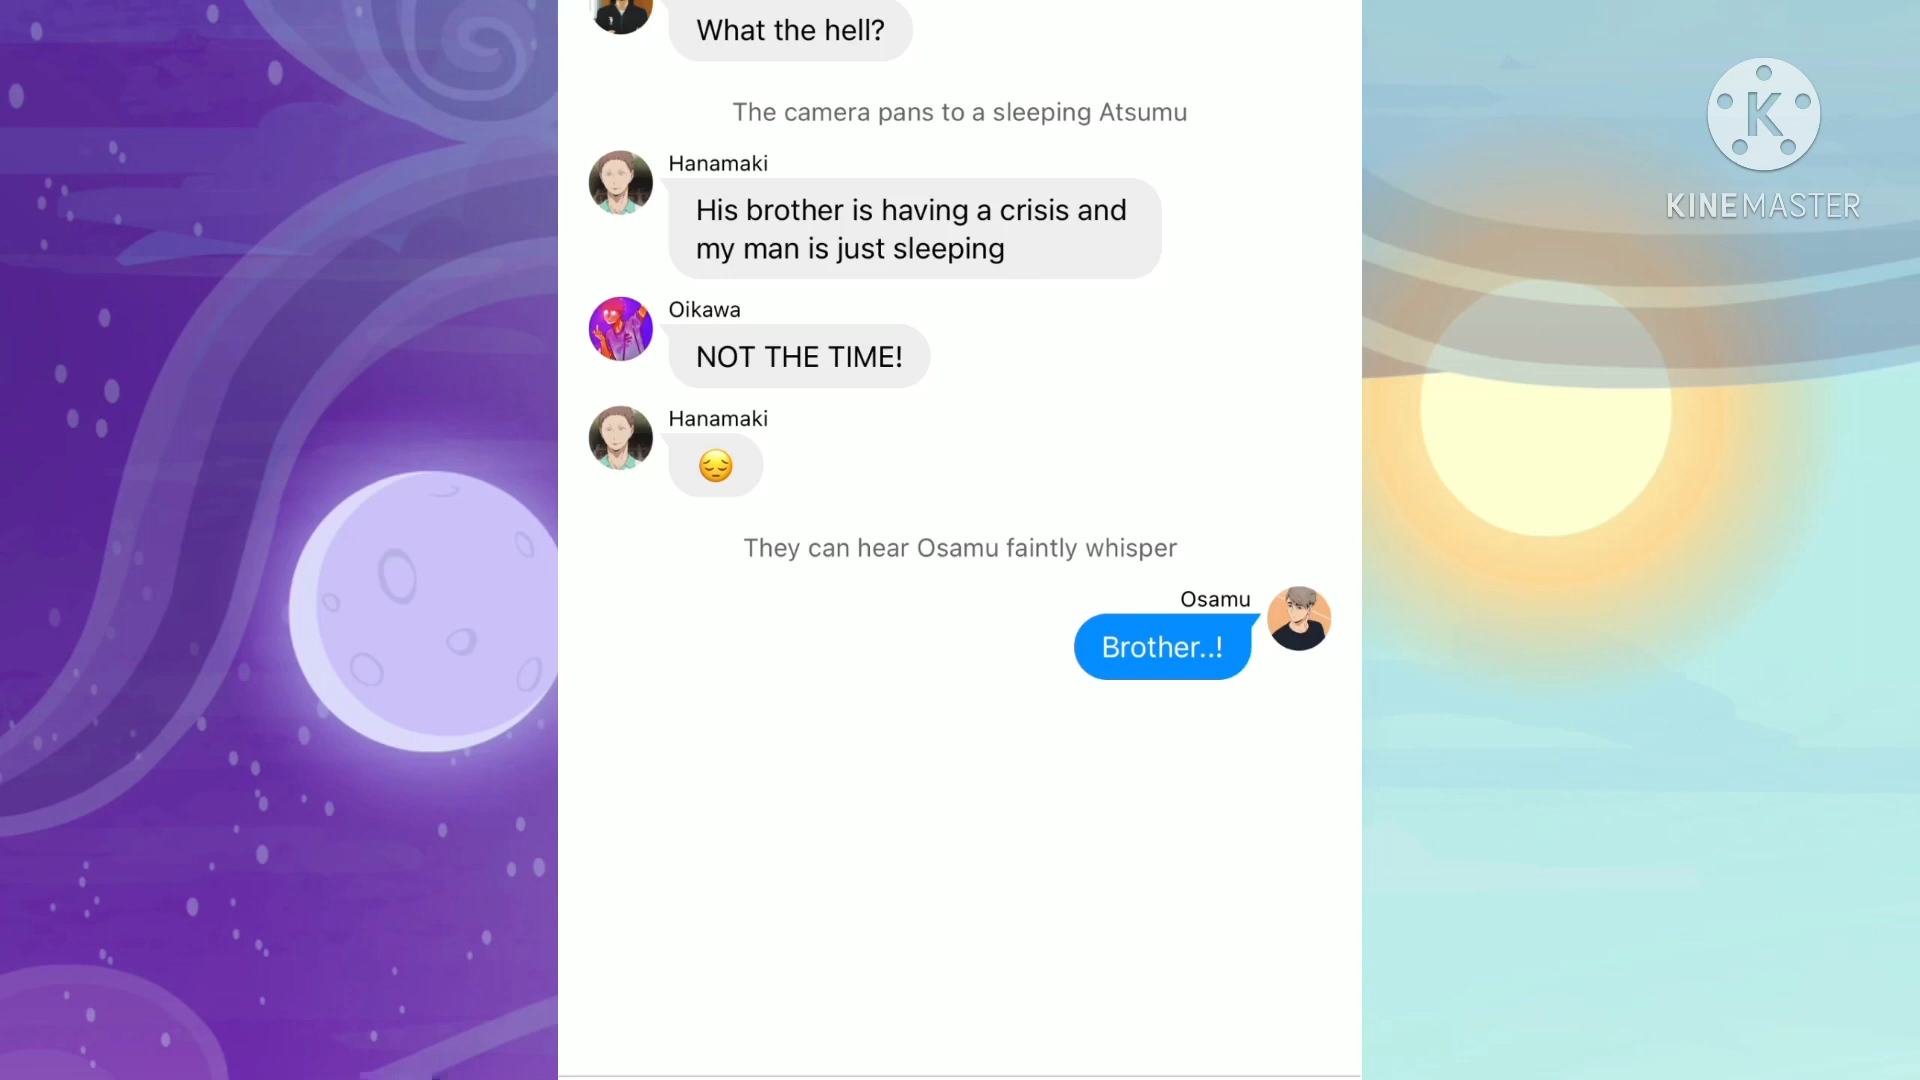 What the hell?
The camera pans to a sleeping Atsumu
K
KINEMASTER
Hanamaki
His brother is having a crisis and
my man is just sleeping
Oikawa
NOT THE TIME!
Hanamaki
😔
They can hear Osamu faintly whisper
Osamu
Brother..!